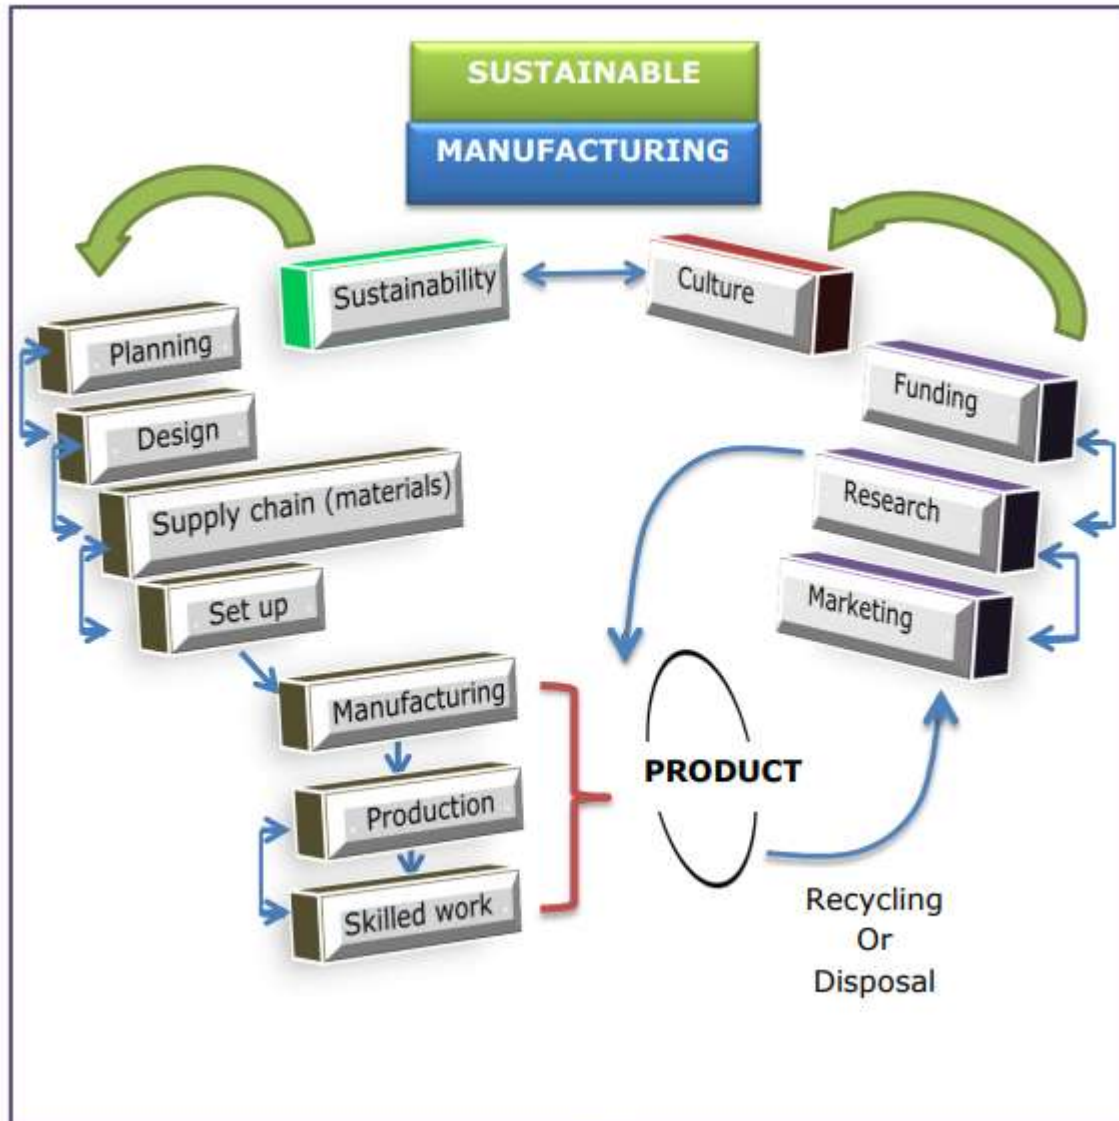 SUSTAINABLE
MANUFACTURING
Sustainability
Culture
Planning
Design
Supply chain (materials)
Set up
Manufacturing
Production
Skilled work
Funding
Research
Marketing
PRODUCT
Recycling
Or
Disposal